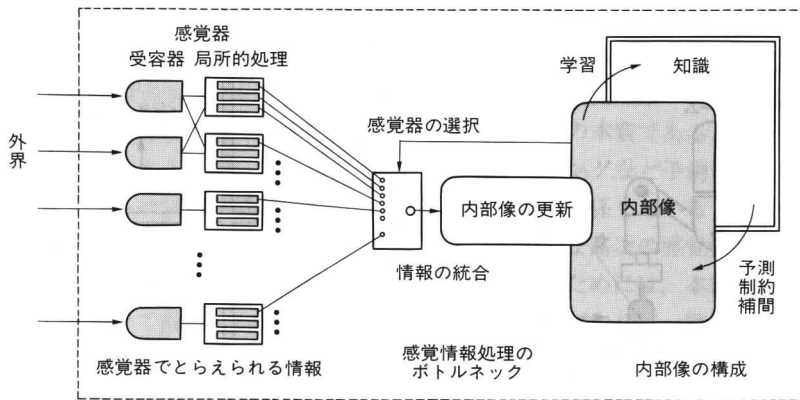 感覚器
受容器 局所的処理
外界
感覚器の選択
学習
知識
内部像の更新
内部像
情報の統合
予測
制約
補間
感覚器でとらえられる情報
感覚情報処理の
ボトルネック
内部像の構成